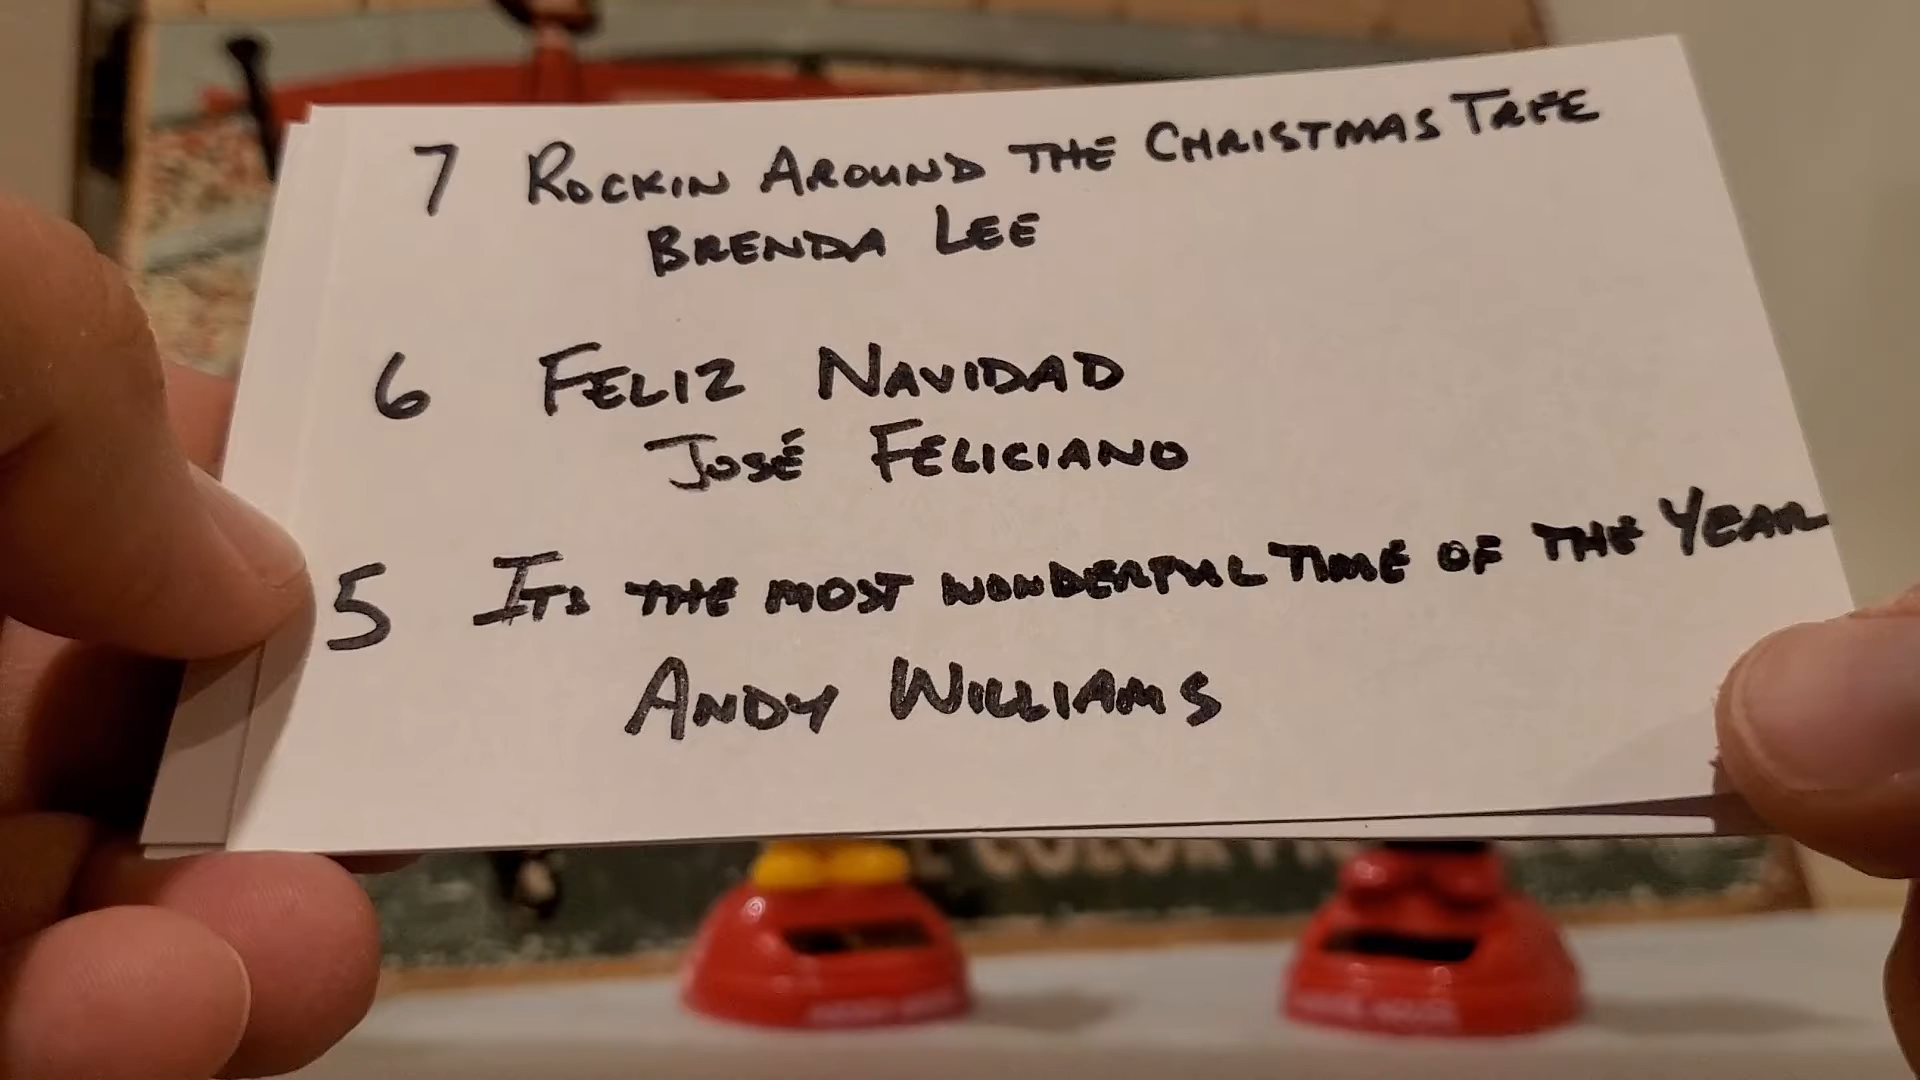 7 ROCKIN AROUND THE CHRISTMAS TREE
BRENDA LEE
6 FELIZ NAVIDAD
JOSÉ FELICIANO
5 ITS THE MOST WONDERFUL TIME OF THE YEAR
ANDY WILLIAMS